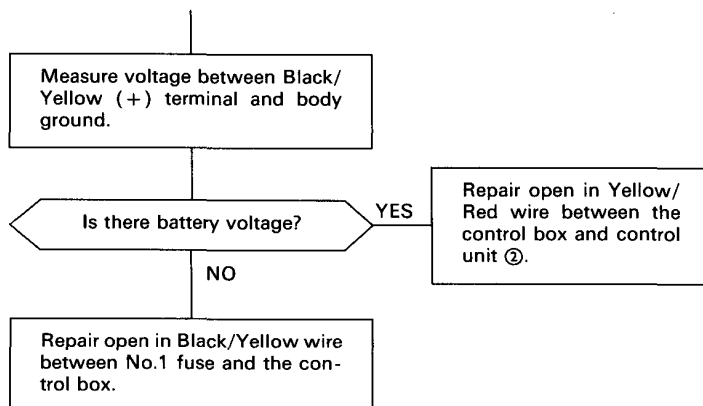 Measure voltage between Black/
Yellow (+) terminal and body
ground.
Is there battery voltage?
YES
Repair open in Yellow/
Red wire between the
control box and control
unit ②.
NO
Repair open in Black/Yellow wire
between No.1 fuse and the con-
trol box.